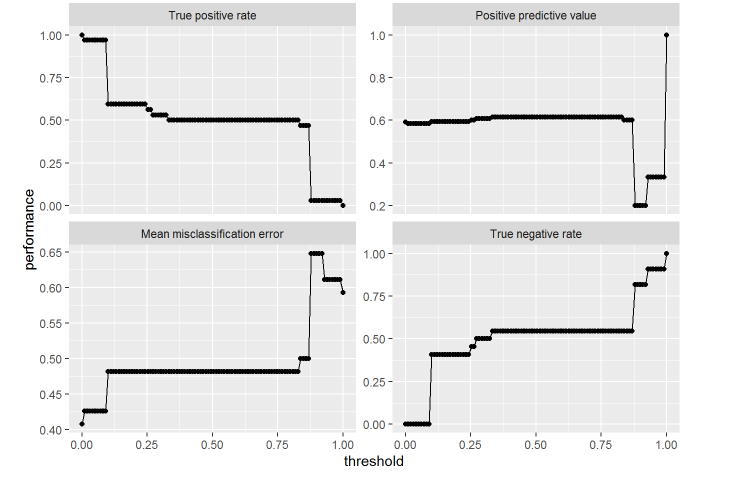 True positive rate
Positive predictive value
1.00
0.75
0.50
0.25
0.00
1.0
0.8
0.6
0.4
0.2
performance
Mean misclassification error
True negative rate
0.65
0.60
0.55
0.50
0.45
0.40
1.00
0.75
0.50
0.25
0.00
0.00 0.25 0.50 0.75 1.00
0.00 0.25 0.50 0.75 1.00
threshold